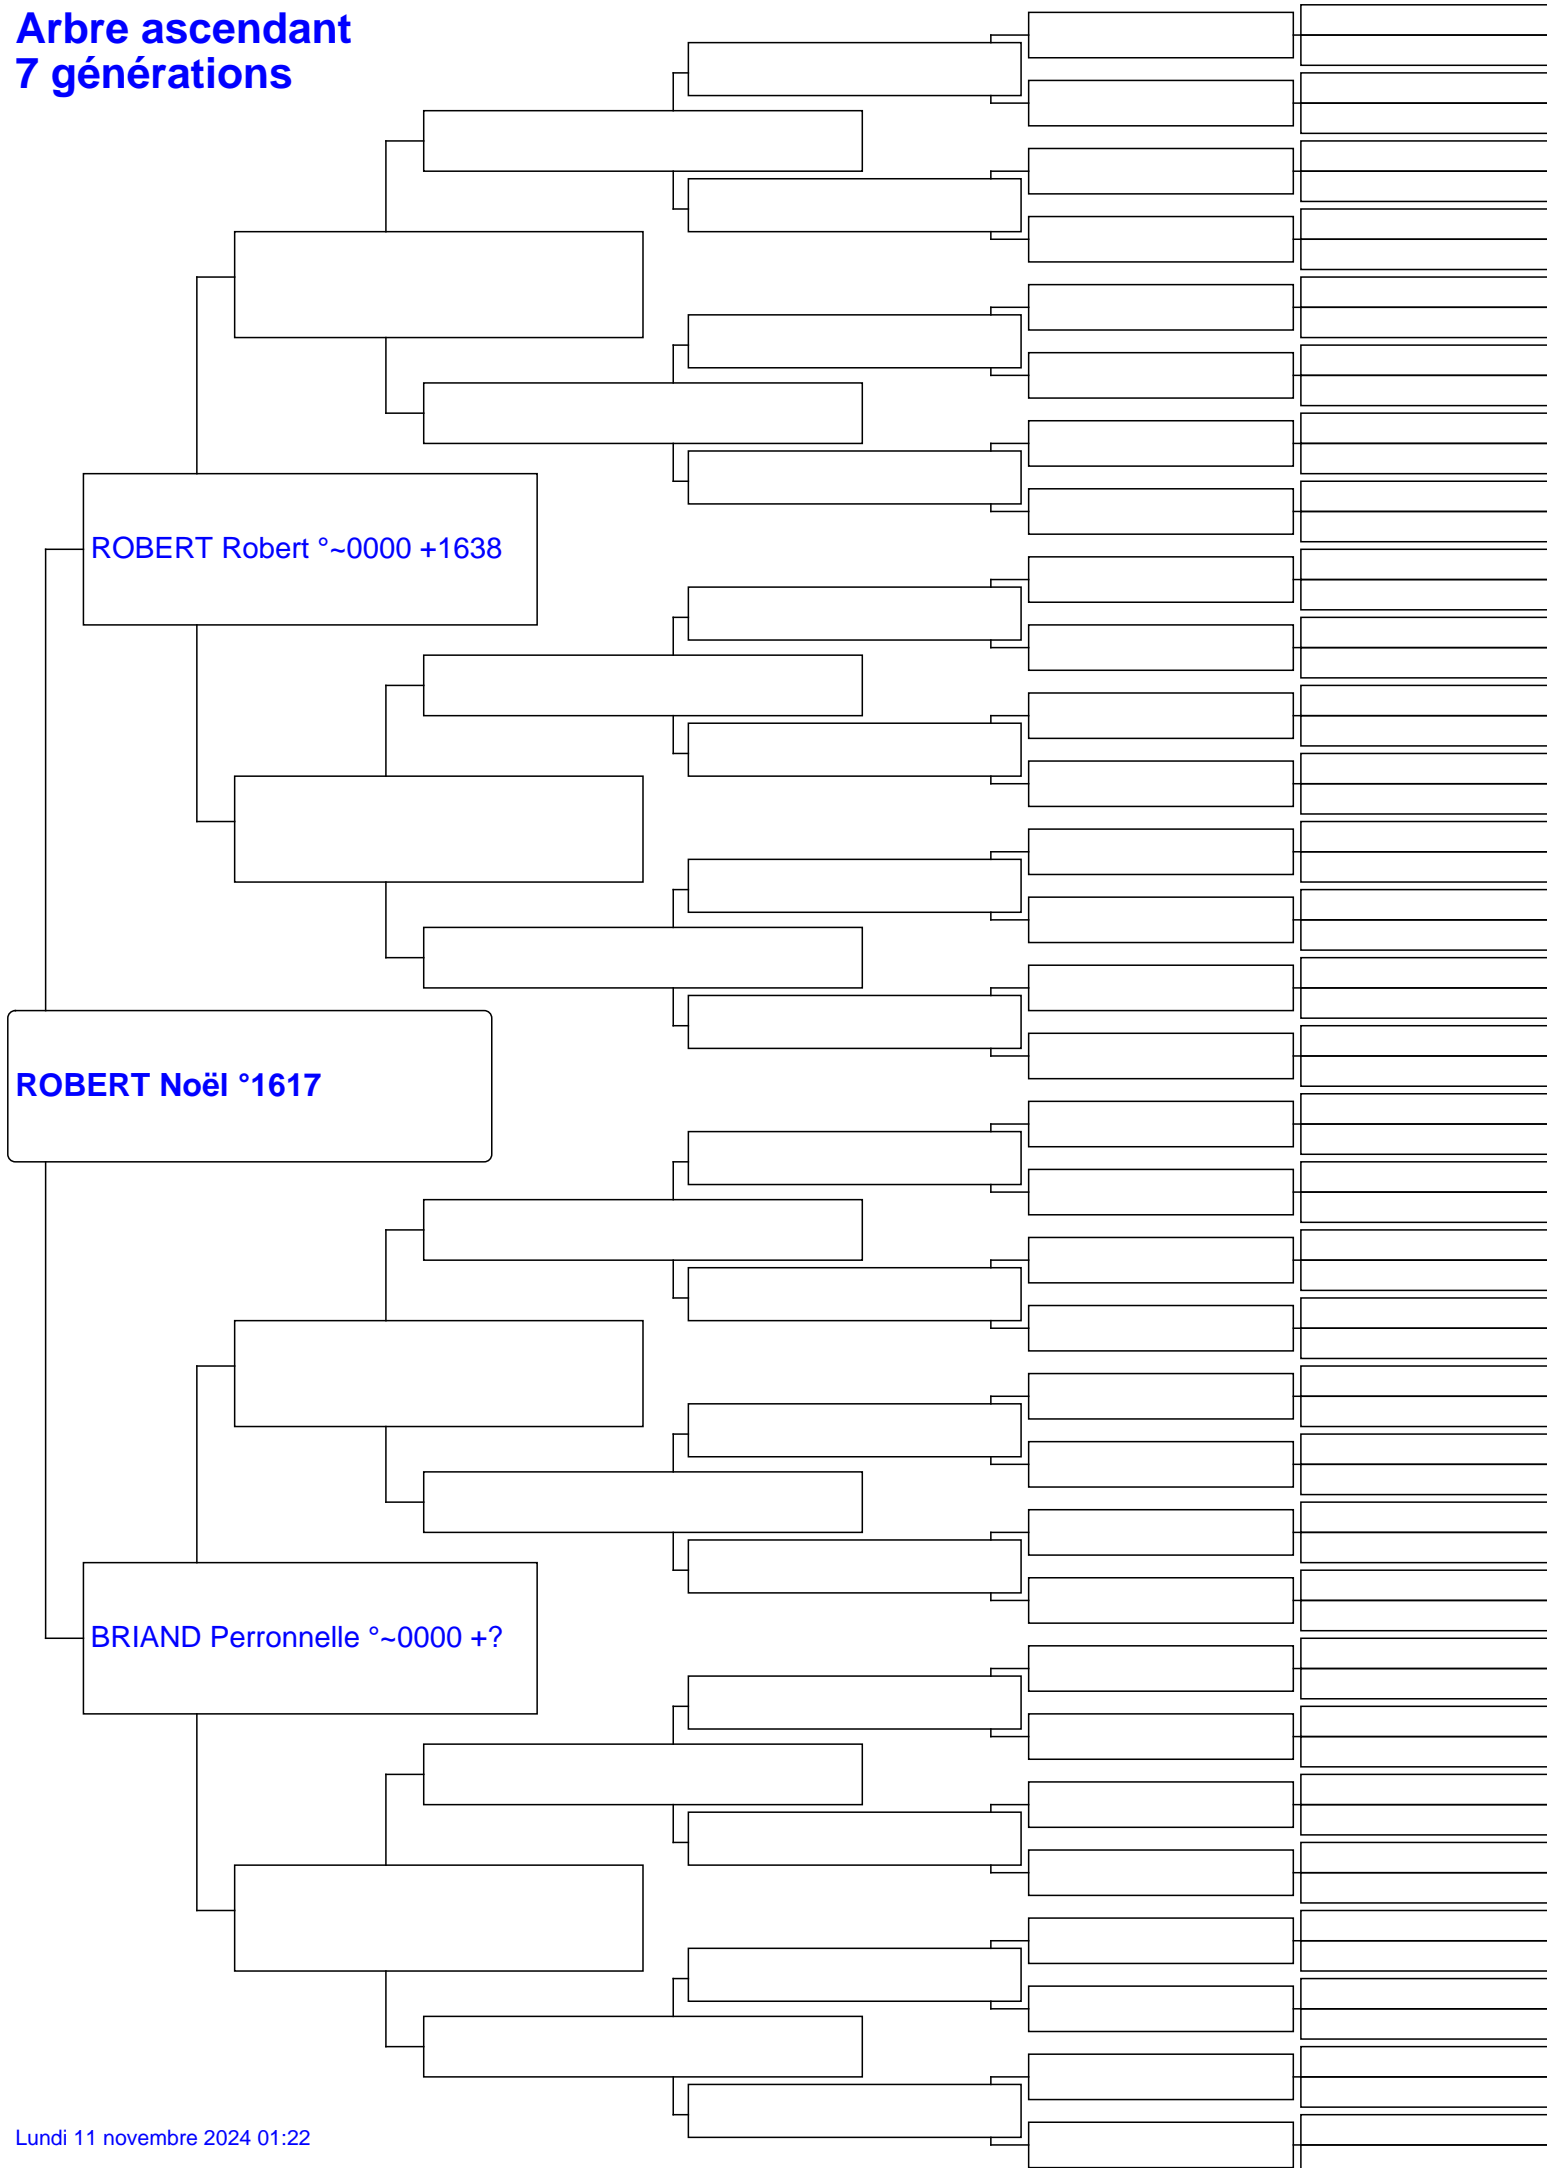 Arbre ascendant
7 générations
ROBERT Robert °~0000 +1638
ROBERT Noël °1617
BRIAND Perronnelle °~0000 +?
Lundi 11 novembre 2024 01:22